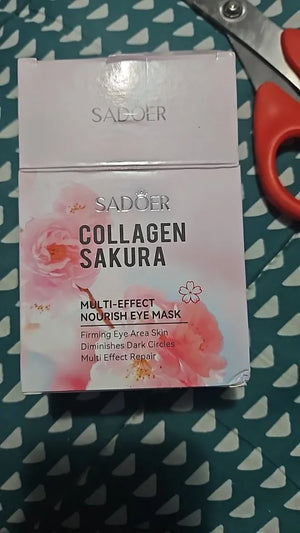 SADOER
SADOER
COLLAGEN
SAKURA
MULTI-EFFECT
NOURISH EYE MASK
Firming Eye Area Skin
Diminishes Dark Circles
Multi Effect Repair